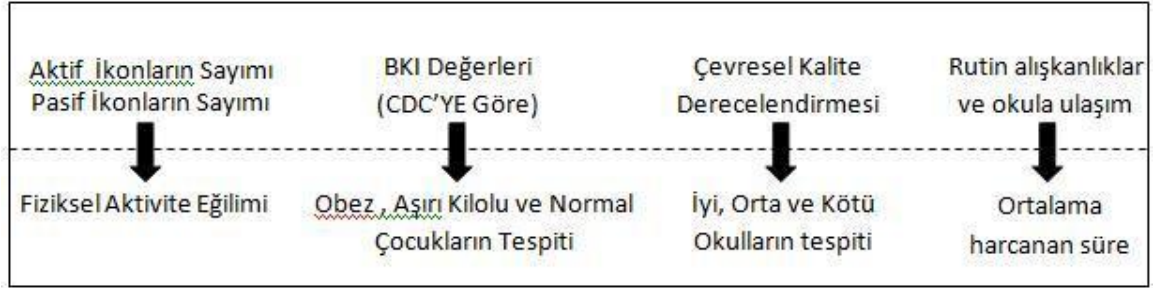 Aktif İkonların Sayımı
Pasif İkonların Sayımı
BKI Değerleri
(CDC'YE Göre)
Çevresel Kalite
Derecelendirmesi
Rutin alışkanlıklar
ve okula ulaşım
Fiziksel Aktivite Eğilimi
Obez , Aşırı Kilolu ve Normal
Çocukların Tespiti
İyi, Orta ve Kötü
Okulların tespiti
Ortalama
harcanan süre